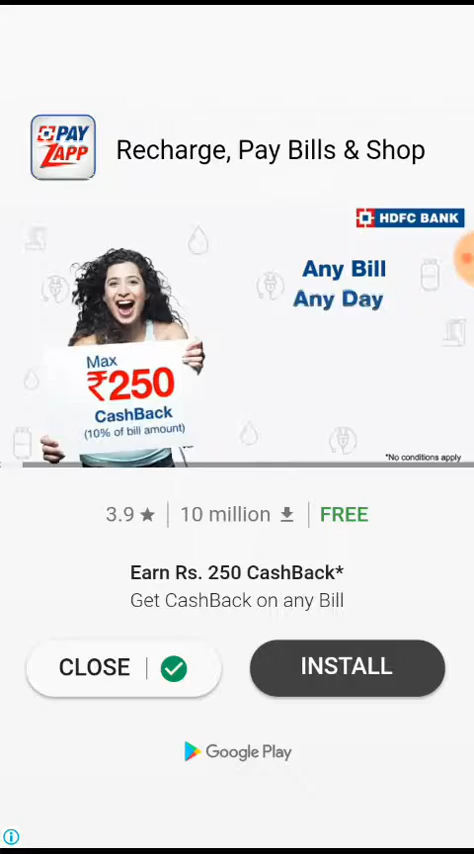 PAY
ZAPP
Recharge, Pay Bills & Shop
HDFC BANK
Any Bill
Any Day
Max
₹250
CashBack
(10% of bill amount)
*No conditions apply
3.9 ★ | 10 million | FREE
Earn Rs. 250 CashBack*
Get CashBack on any Bill
CLOSE
INSTALL
Google Play